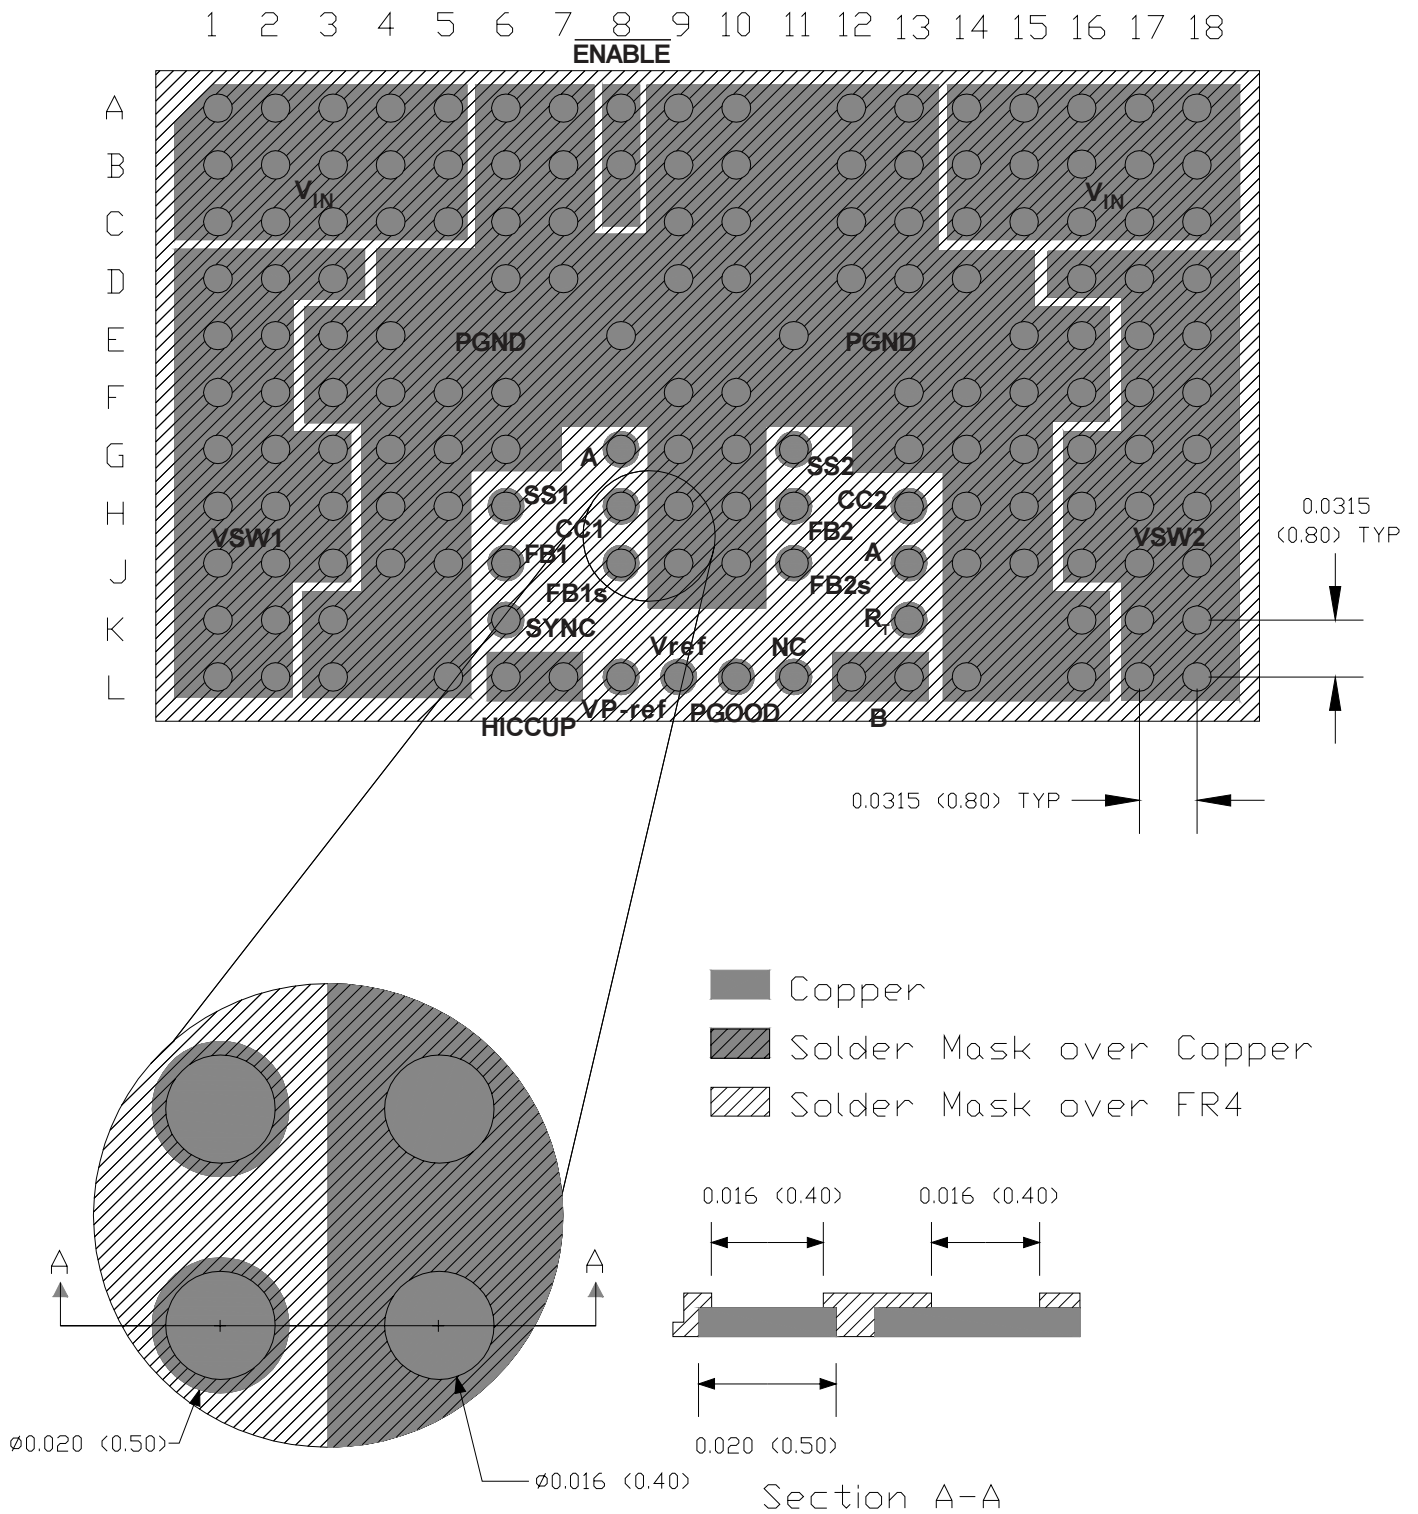 1 2 3 4 5 6 7 8 9 10 11 12 13 14 15 16 17 18
ENABLE
A
B
VIN VIN
C
D
E
PGND PGND
F
G
A SS2
SS1 CC2
H
CC1 FB2
VSW1 VSW2
FB1 A
J
FB1s FB2s
K
SYNC RT
Vref NC
L
VP-ref PGOOD B
HICCUP
0.0315
(0.80) TYP
0.0315 (0.80) TYP
Copper
Solder Mask over Copper
Solder Mask over FR4
0.016 (0.40) 0.016 (0.40)
A A
Ø0.020 (0.50)
0.020 (0.50)
Ø0.016 (0.40)
Section A-A